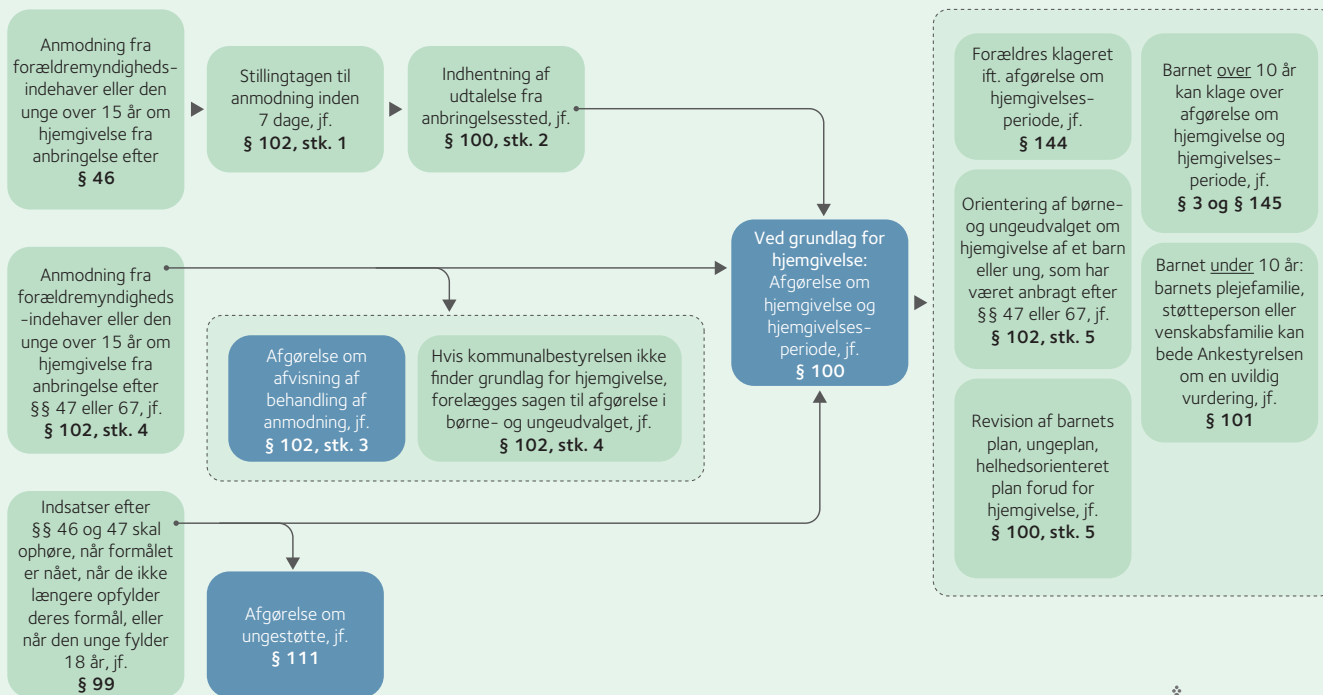 Anmodning fra
forældremyndigheds-
indehaver eller den
unge over 15 år om
hjemgivelse fra
anbringelse efter
§ 46
Stillingtagen til
anmodning inden
7 dage, jf.
§ 102, stk. 1
Indhentning af
udtalelse fra
anbringelsessted, jf.
§ 100, stk. 2
Anmodning fra
forældremyndigheds
-indehaver eller den
unge over 15 år om
hjemgivelse fra
anbringelse efter
§§ 47 eller 67, jf.
§ 102, stk. 4
Afgørelse om
afvisning af
behandling af
anmodning, jf.
§ 102, stk. 3
Hvis kommunalbestyrelsen ikke
finder grundlag for hjemgivelse,
forelægges sagen til afgørelse i
børne- og ungeudvalget, jf.
§ 102, stk. 4
Indsatser efter
§§ 46 og 47 skal
ophøre, når formålet
er nået, når de ikke
længere opfylder
deres formål, eller
når den unge fylder
18 år, jf.
§ 99
Afgørelse om
ungestøtte, jf.
§ 111
Ved grundlag for
hjemgivelse:
Afgørelse om
hjemgivelse og
hjemgivelses-
periode, jf.
§ 100
Forældres klageret
ift. afgørelse om
hjemgivelses-
periode, jf.
§ 144
Orientering af børne-
og ungeudvalget om
hjemgivelse af et barn
eller ung, som har
været anbragt efter
§§ 47 eller 67, jf.
§ 102, stk. 5
Revision af barnets
plan, ungeplan,
helhedsorienteret
plan forud for
hjemgivelse, jf.
§ 100, stk. 5
Barnet over 10 år
kan klage over
afgørelse om
hjemgivelse og
hjemgivelses-
periode, jf.
§ 3 og § 145
Barnet under 10 år:
barnets plejefamilie,
støtteperson eller
venskabsfamilie kan
bede Ankestyrelsen
om en uvildig
vurdering, jf.
§ 101